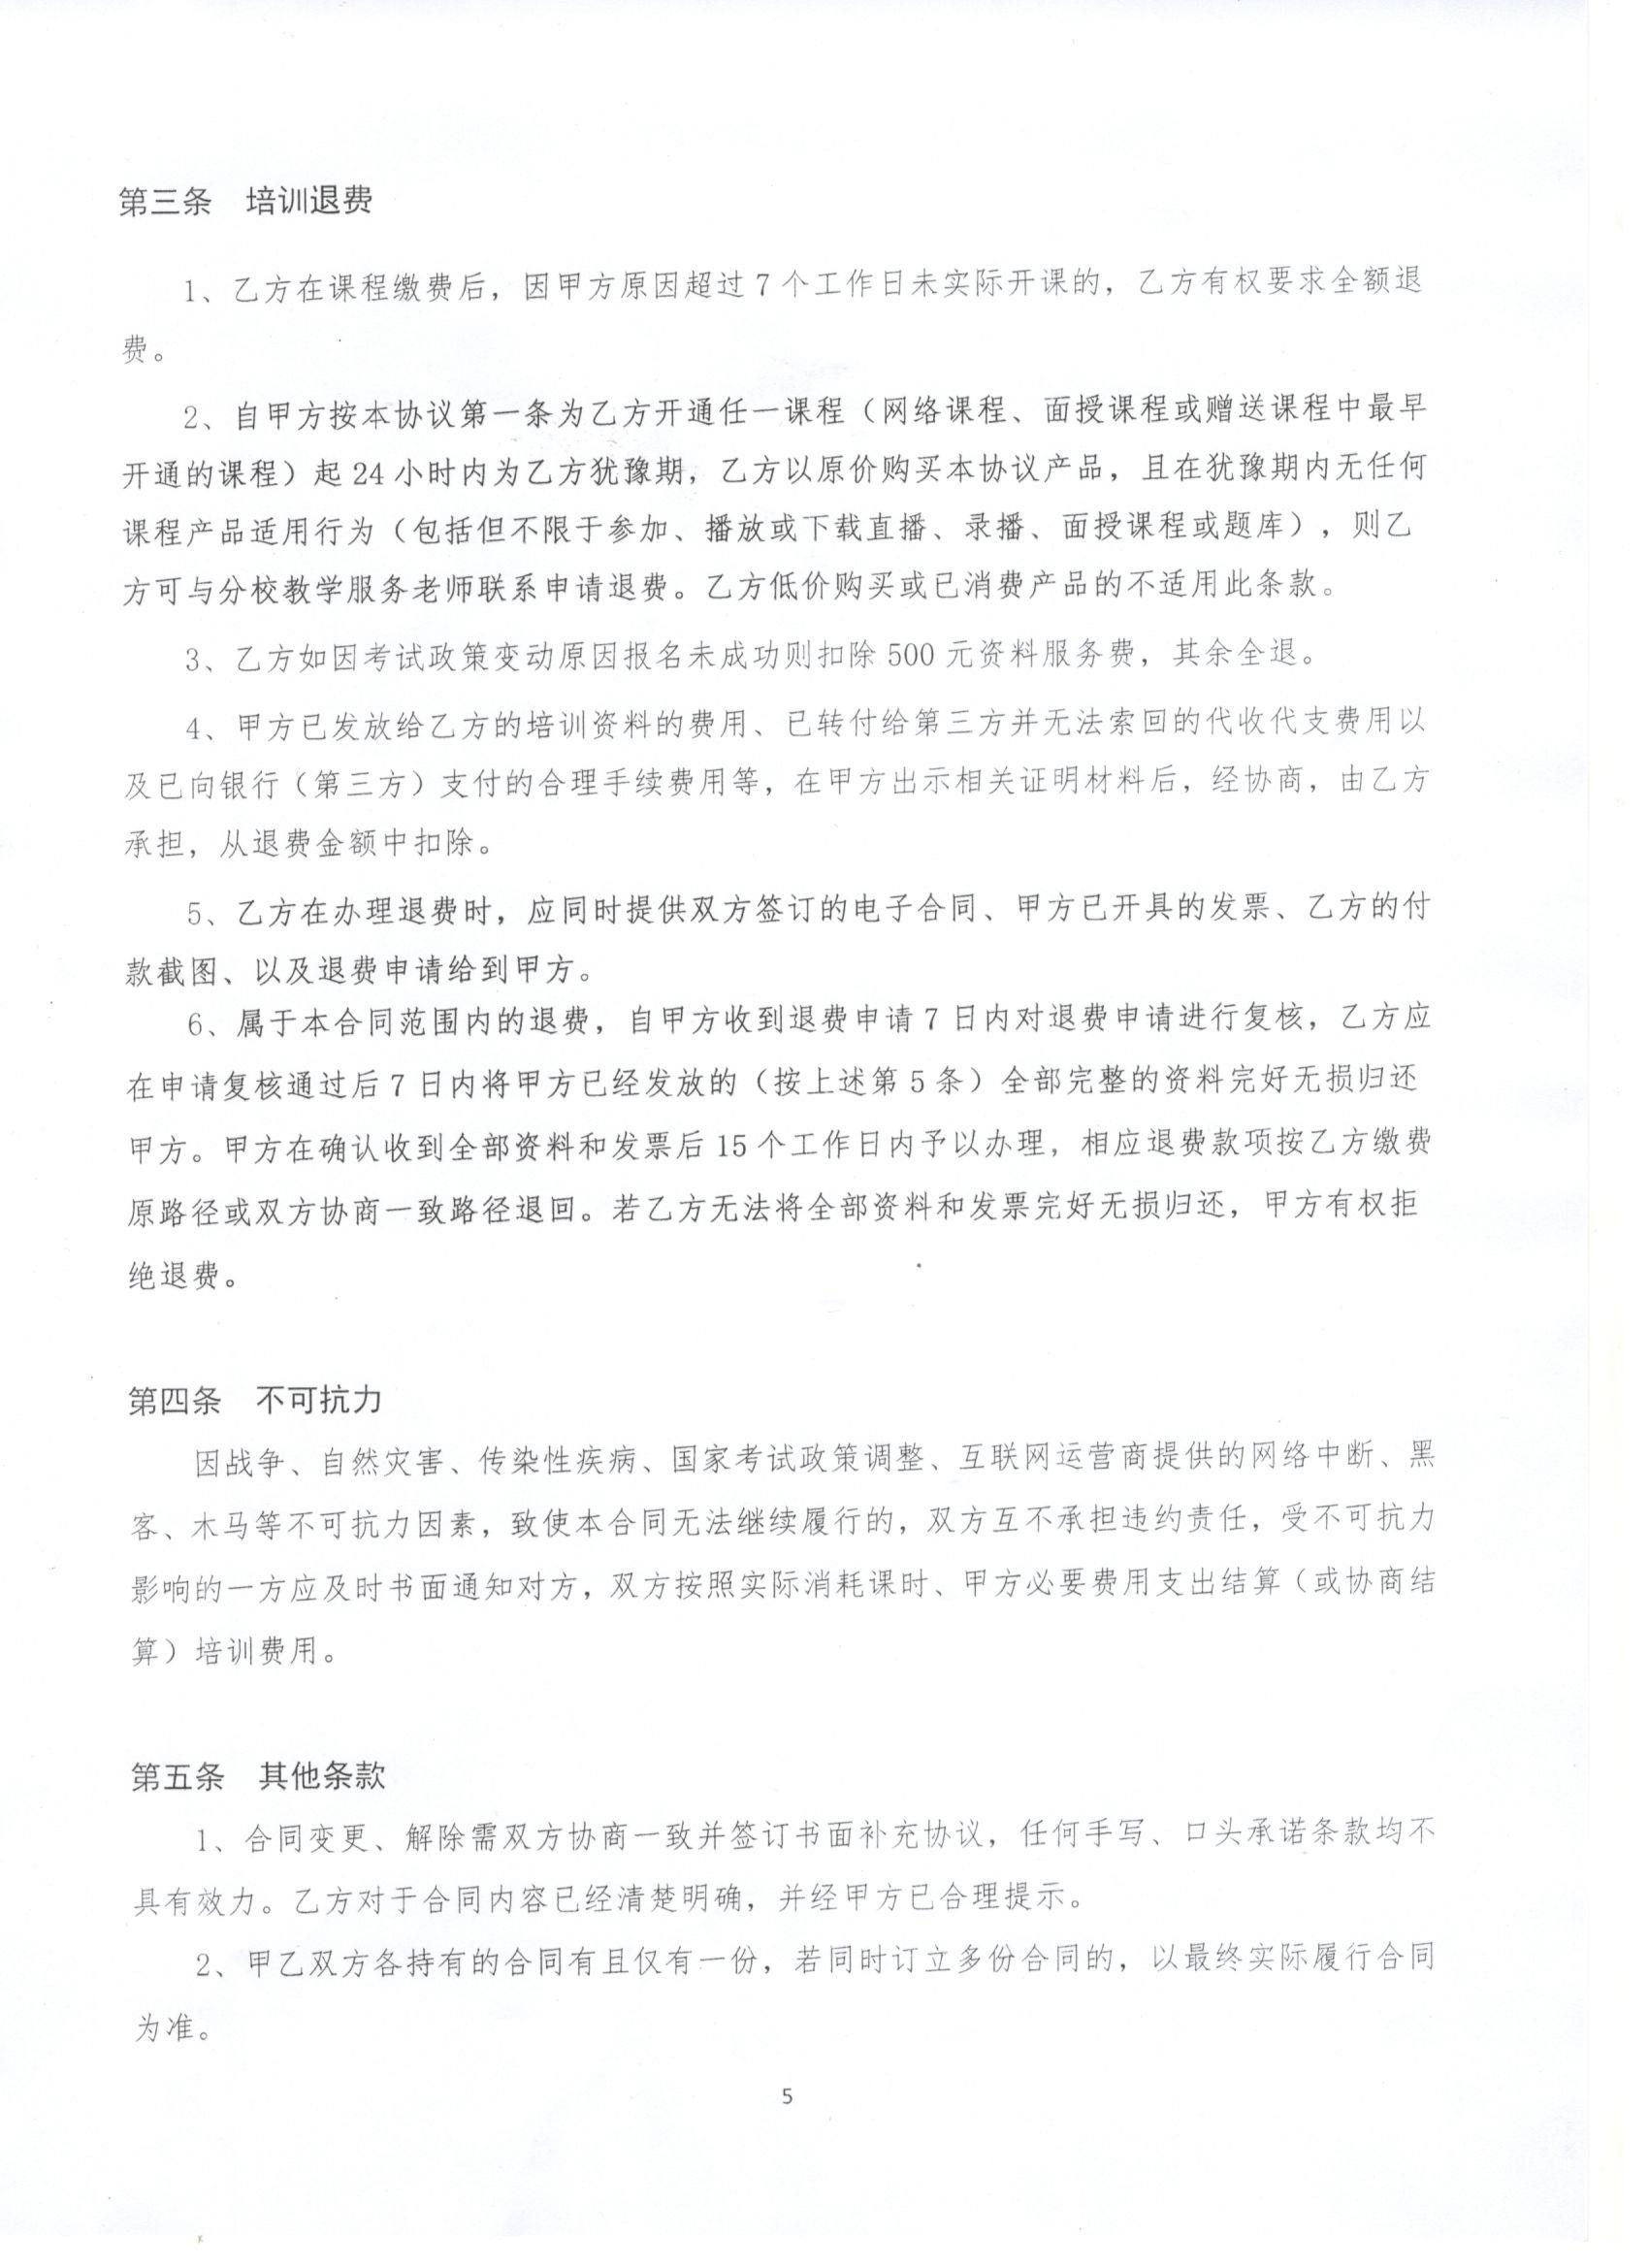 第三条 培训退费
1、乙方在课程缴费后，因甲方原因超过 7 个工作日未实际开课的，乙方有权要求全额退
费。
2、自甲方按本协议第一条为乙方开通任一课程（网络课程、面授课程或赠送课程中最早
开通的课程）起 24 小时内为乙方犹豫期，乙方以原价购买本协议产品，且在犹豫期内无任何
课程产品适用行为（包括但不限于参加、播放或下载直播、录播、面授课程或题库），则乙
方可与分校教学服务老师联系申请退费。乙方低价购买或已消费产品的不适用此条款。
3、乙方如因考试政策变动原因报名未成功则扣除 500 元资料服务费，其余全退。
4、甲方已发放给乙方的培训资料的费用、已转付给第三方并无法索回的代收代支费用以
及已向银行（第三方）支付的合理手续费用等，在甲方出示相关证明材料后，经协商，由乙方
承担，从退费金额中扣除。
5、乙方在办理退费时，应同时提供双方签订的电子合同、甲方已开具的发票、乙方的付
款截图、以及退费申请给到甲方。
6、属于本合同范围内的退费，自甲方收到退费申请 7 日内对退费申请进行复核，乙方应
在申请复核通过后 7 日内将甲方已经发放的（按上述第 5 条）全部完整的资料完好无损归还
甲方。甲方在确认收到全部资料和发票后 15 个工作日内予以办理，相应退费款项按乙方缴费
原路径或双方协商一致路径退回。若乙方无法将全部资料和发票完好无损归还，甲方有权拒
绝退费。
第四条 不可抗力
因战争、自然灾害、传染性疾病、国家考试政策调整、互联网运营商提供的网络中断、黑
客、木马等不可抗力因素，致使本合同无法继续履行的，双方互不承担违约责任，受不可抗力
影响的一方应及时书面通知对方，双方按照实际消耗课时、甲方必要费用支出结算（或协商结
算）培训费用。
第五条 其他条款
1、合同变更、解除需双方协商一致并签订书面补充协议，任何手写、口头承诺条款均不
具有效力。乙方对于合同内容已经清楚明确，并经甲方已合理提示。
2、甲乙双方各持有的合同有且仅有一份，若同时订立多份合同的，以最终实际履行合同
为准。
5